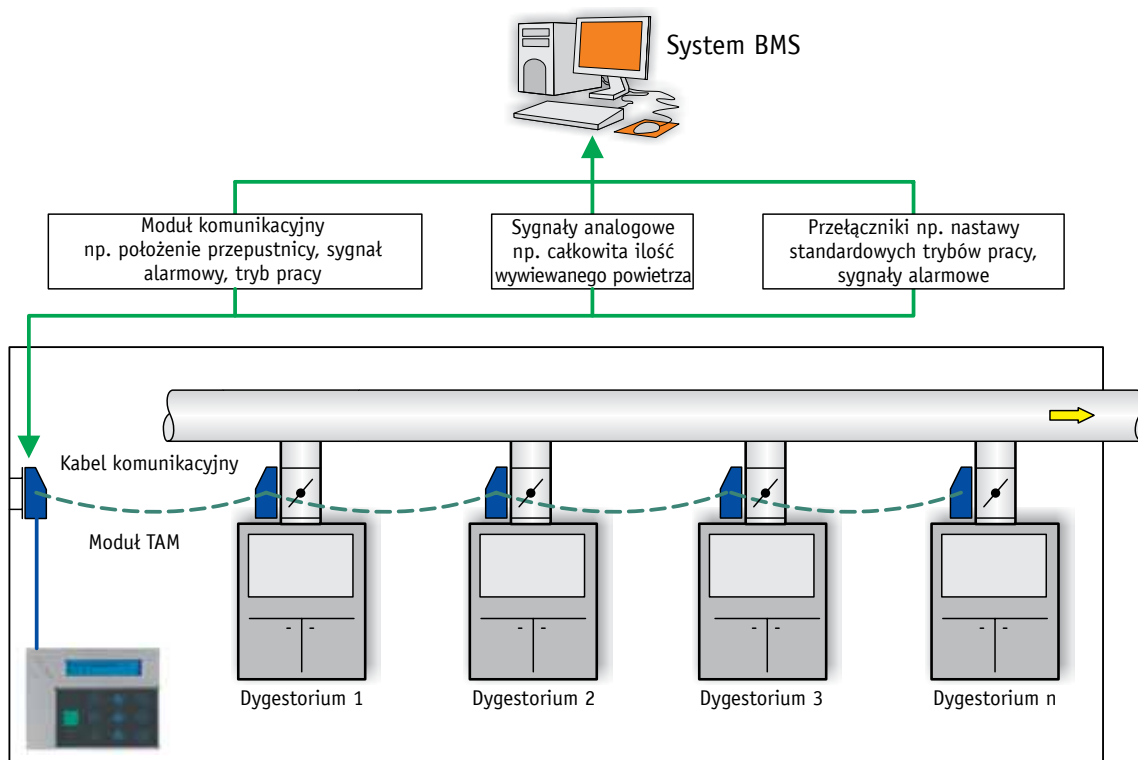 System BMS
Moduł komunikacyjny
np. położenie przepustnicy, sygnał
alarmowy, tryb pracy
Sygnały analogowe
np. całkowita ilość
wywiewanego powietrza
Przełączniki np. nastawy
standardowych trybów pracy,
sygnały alarmowe
Kabel komunikacyjny
Moduł TAM
Dygestorium 1
Dygestorium 2
Dygestorium 3
Dygestorium n